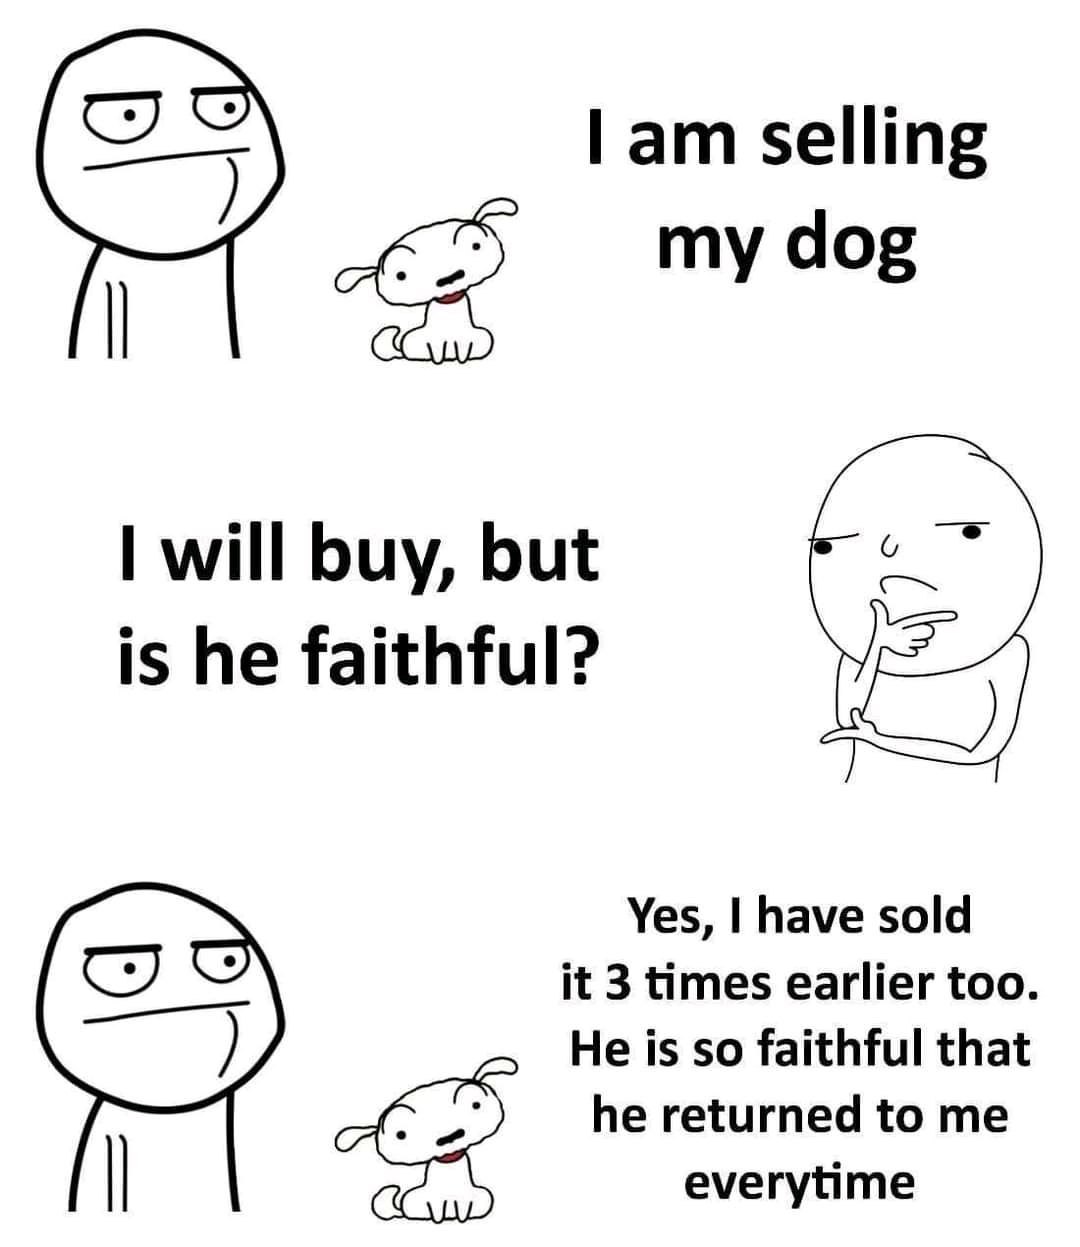 I am selling
my dog
I will buy, but
is he faithful?
Yes, I have sold
it 3 times earlier too.
He is so faithful that
he returned to me
everytime